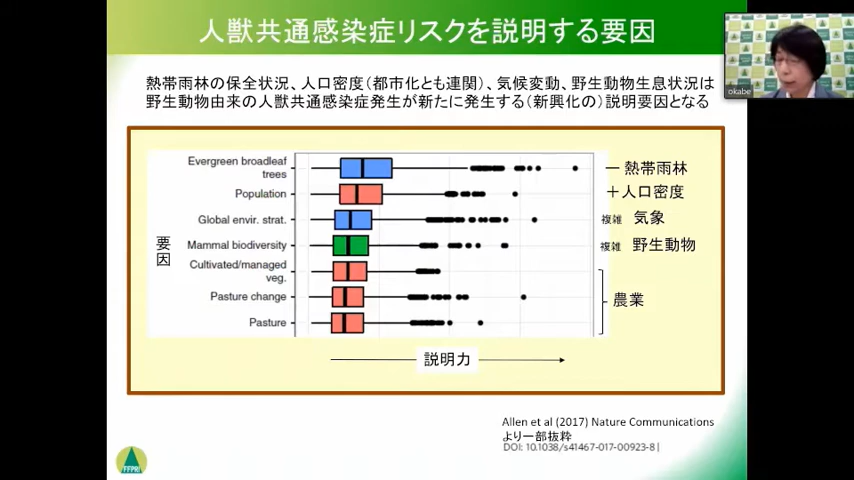 人獣共通感染症リスクを説明する要因
熱帯雨林の保全状況、人口密度(都市化とも連関)、気候変動、野生動物生息状況は
野生動物由来の人獣共通感染症発生が新たに発生する(新興化の)説明要因となる
okabe
要因
Evergreen broadleaf
trees
Population
Global envir. strat.
Mammal biodiversity
Cultivated/managed
veg.
Pasture change
Pasture
ー 熱帯雨林
+人口密度
複雑 気象
複雑 野生動物
農業
説明力
Allen et al (2017) Nature Communications
より一部抜粋
DOI: 10.1038/s41467-017-00923-8 |
FFPRI